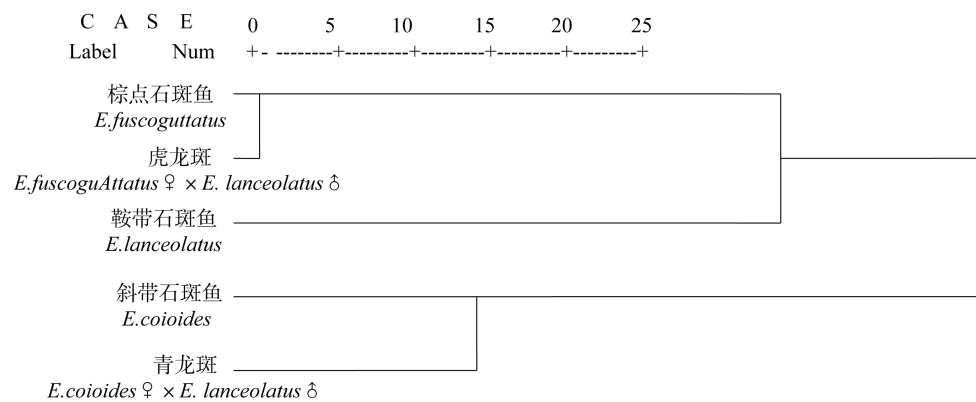 C A S E 0 5 10 15 20 25
Label Num +- --------+---------+---------+---------+---------+
棕点石斑鱼
E.fuscoguttatus
虎龙斑
E.fuscoguAttatus♀ × E. lanceolatus♂
鞍带石斑鱼
E.lanceolatus
斜带石斑鱼
E.coioides
青龙斑
E.coioides♀ × E. lanceolatus♂